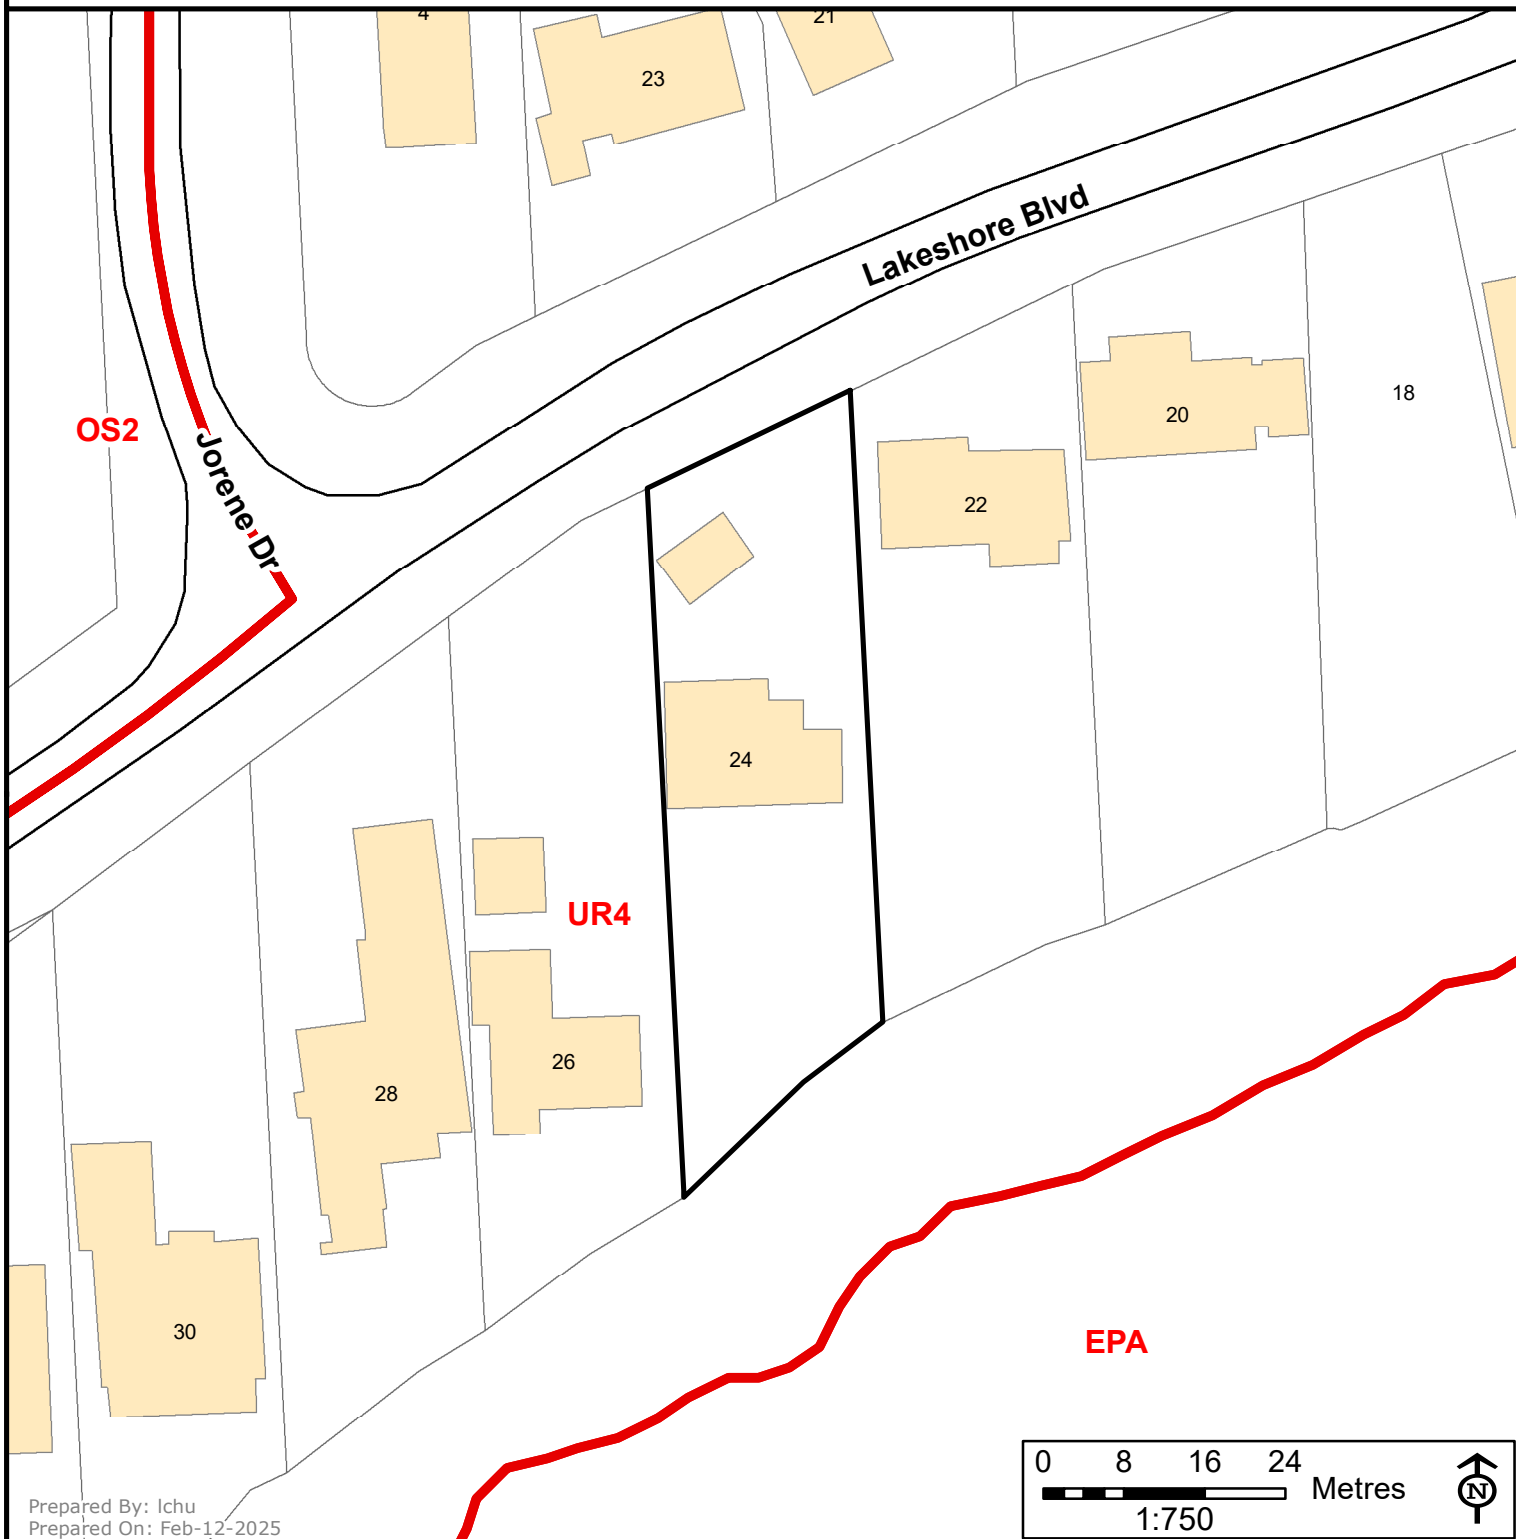 4
23
21
Lakeshore Blvd
18
20
OS2
Jorene Dr
22
24
UR4
26
28
30
EPA
0 8 16 24
Metres
N
1:750
Prepared By: lchu
Prepared On: Feb-12-2025